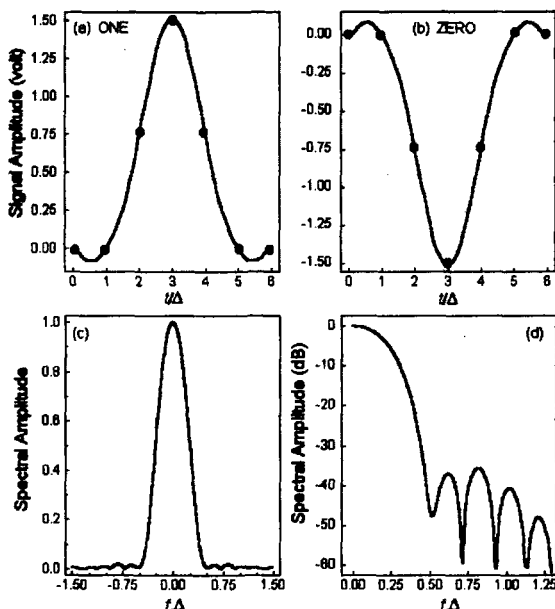 (a) ONE
Signal Amplitude (volt)
1.50
1.25
1.00
0.75
0.50
0.25
0.00
0 1 2 3 4 5 6
t/Δ
(b) ZERO
-0.00
-0.25
-0.50
-0.75
-1.00
-1.25
-1.50
0 1 2 3 4 5 6
t/Δ
(c)
Spectral Amplitude
1.0
0.8
0.6
0.4
0.2
0.0
-1.50 -0.75 0.00 0.75 1.50
f Δ
(d)
Spectral Amplitude (dB)
0
-10
-20
-30
-40
-50
-60
0.00 0.25 0.50 0.75 1.00 1.25
f Δ